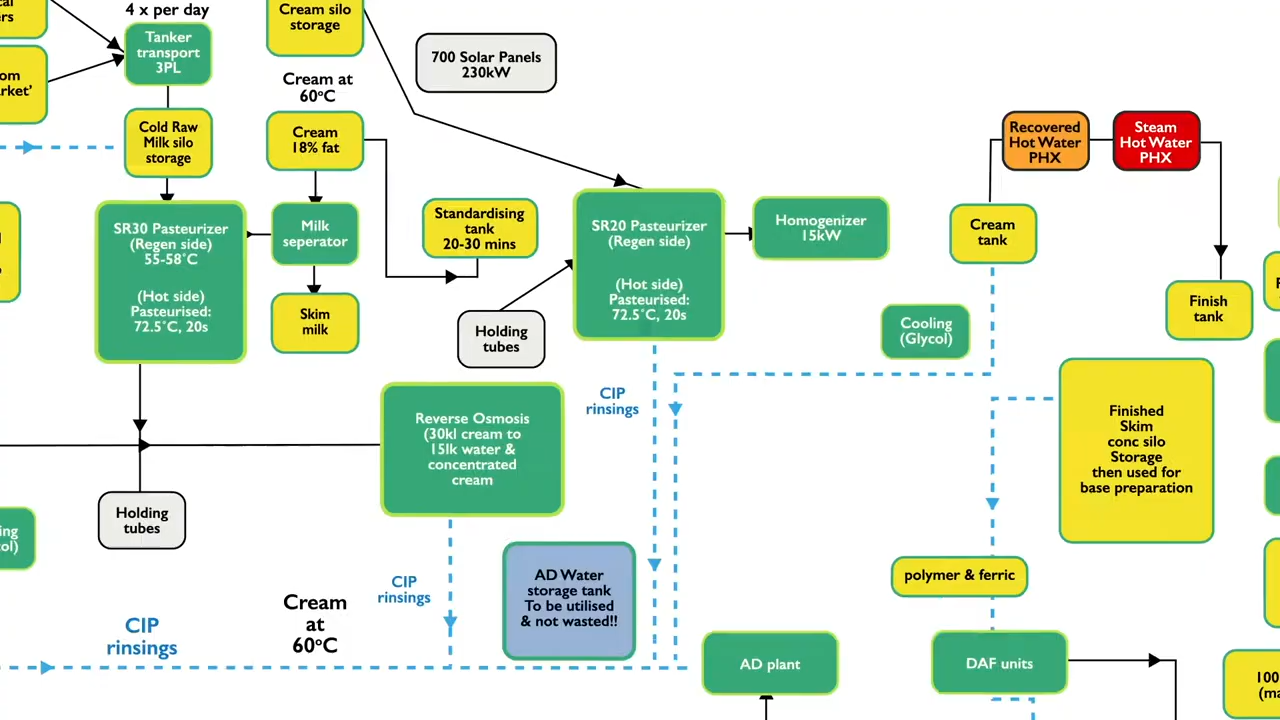 4 x per day
Tanker
transport
3PL
Cream silo
storage
700 Solar Panels
230kW
Cream at
60°C
Cold Raw
Milk silo
storage
Cream
18% fat
Recovered
Hot Water
PHX
Steam
Hot Water
PHX
SR30 Pasteurizer
(Regen side)
55-58°C
(Hot side)
Pasteurised:
72.5°C, 20s
Milk
seperator
Standardising
tank
20-30 mins
SR20 Pasteurizer
(Regen side)
(Hot side)
Pasteurised:
72.5°C, 20s
Homogenizer
15kW
Cream
tank
Skim
milk
Holding
tubes
Cooling
(Glycol)
Finish
tank
CIP
rinsings
Reverse Osmosis
(30kl cream to
15lk water &
concentrated
cream
Finished
Skim
conc silo
Storage
then used for
base preparation
Holding
tubes
CIP
rinsings
Cream
at
60°C
CIP
rinsings
AD Water
storage tank
To be utilised
& not wasted!!
polymer & ferric
AD plant
DAF units
100